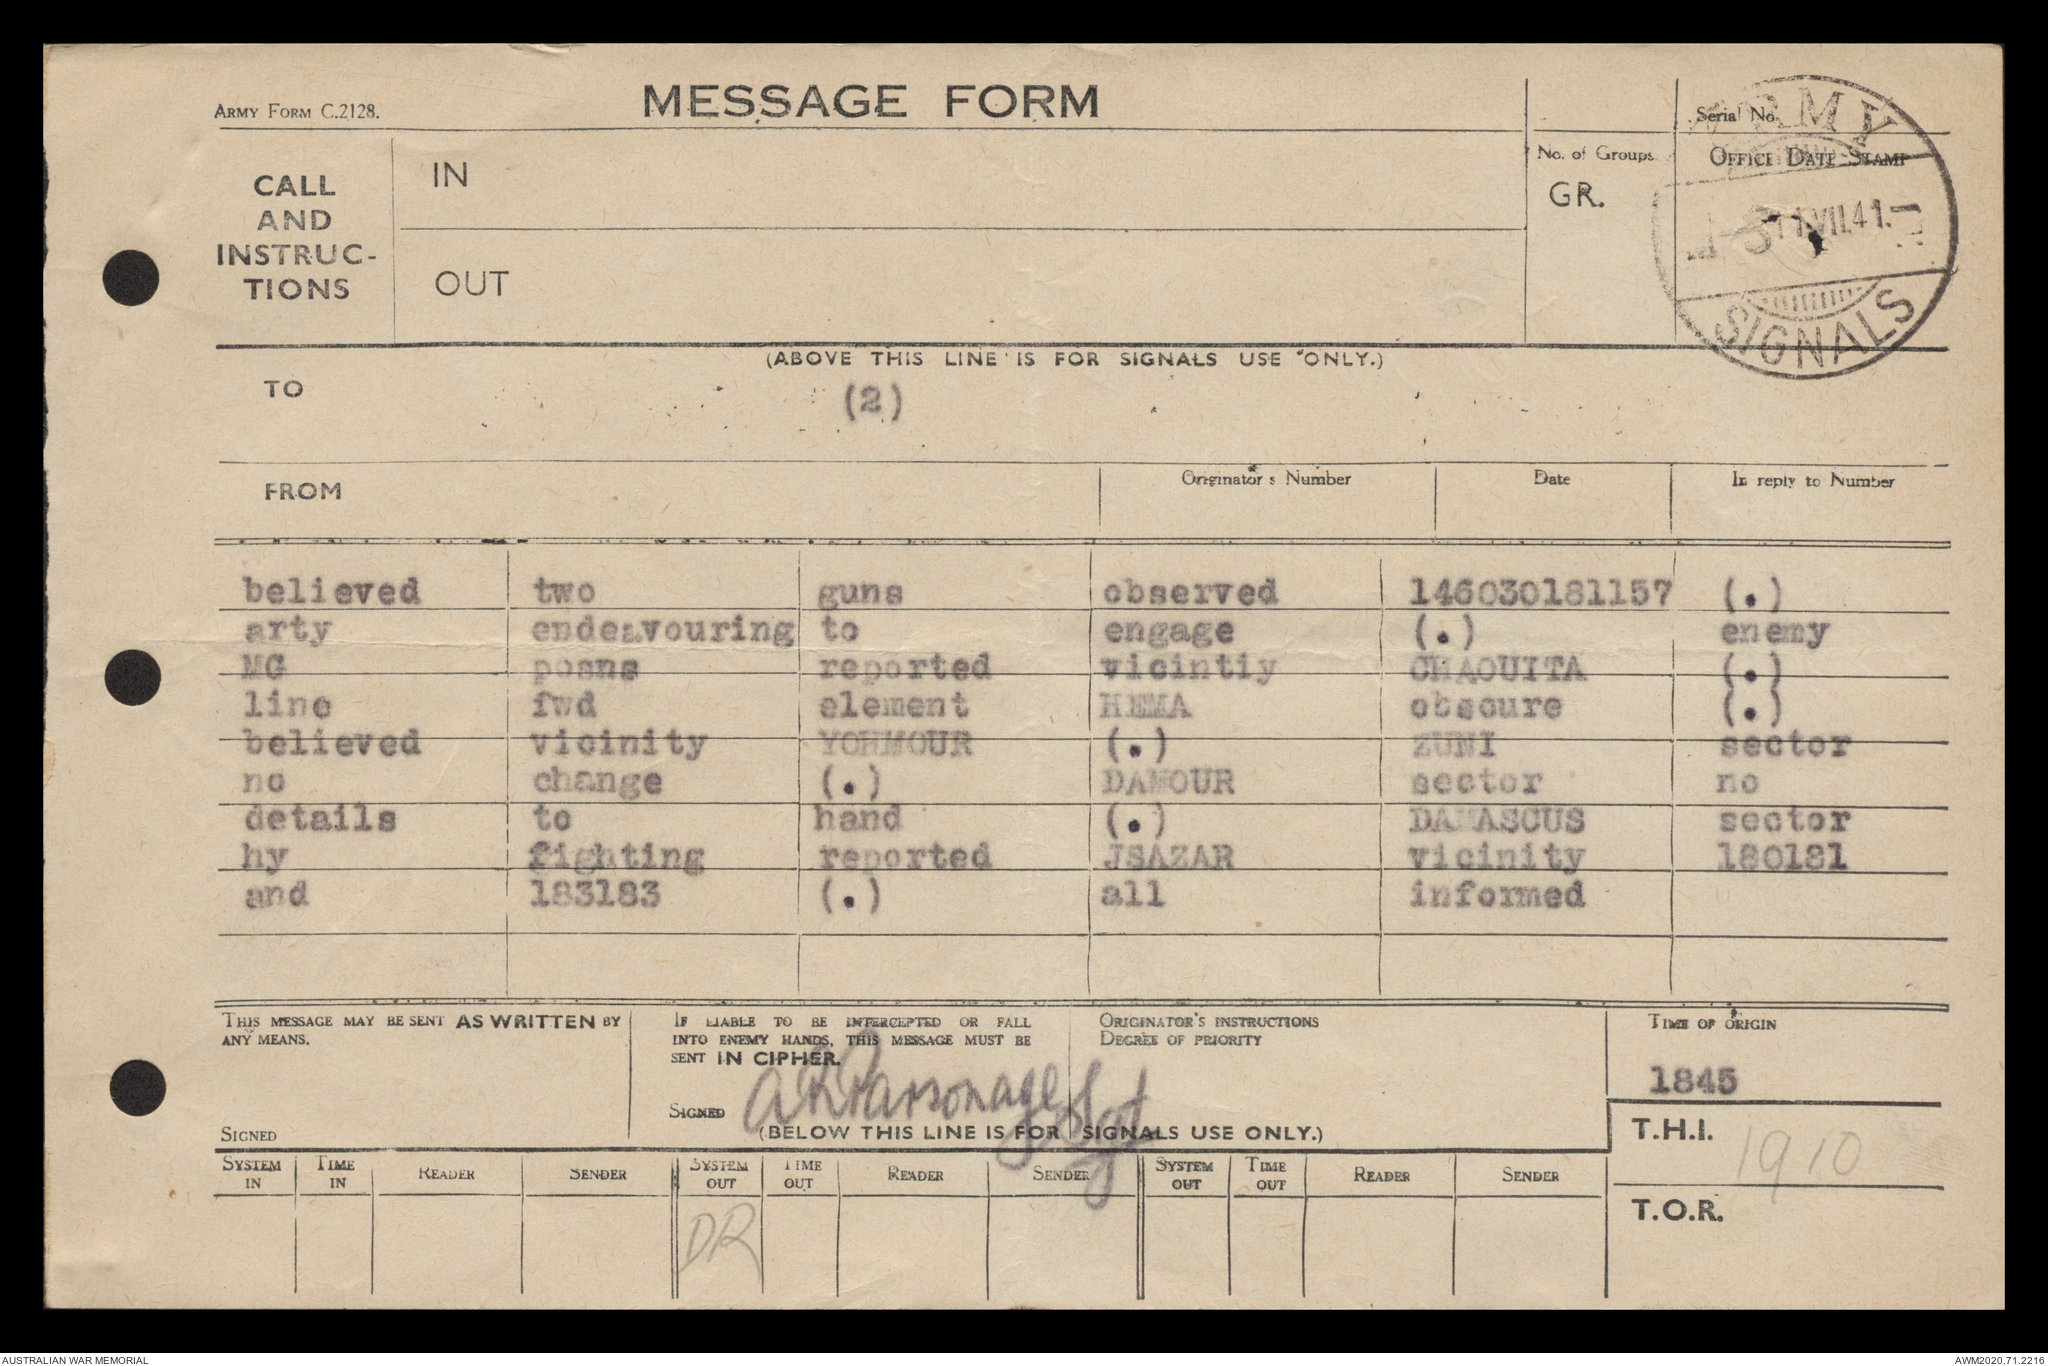 MESSAGE FORM
ARMY FORM C.2128.
Serial No.
CALL AND INSTRUC-TIONS
IN
OUT
No. of Groups
GR.
OFFICE DATE STAMP
ARMY
VII.41.
SIGNALS
(ABOVE THIS LINE IS FOR SIGNALS USE ONLY.)
TO
(2)
FROM
Originator's Number
Date
In reply to Number
believed two guns observed 146030181157 (.)
arty endeavouring to engage (.) enemy
MG posns reported vicintiy CHAOUITA (.)
line fwd element HEMA obscure (.)
believed vicinity YOHMOUR (.) ZUNI sector
no change (.) DAMOUR sector no
details to hand (.) DAMASCUS sector
hy fighting reported JSAZAR vicinity 180181
and 183183 (.) all informed
THIS MESSAGE MAY BE SENT AS WRITTEN BY
ANY MEANS.
SIGNED
IF LIABLE TO BE INTERCEPTED OR FALL
INTO ENEMY HANDS, THIS MESSAGE MUST BE
SENT IN CIPHER.
SIGNED Parsonage Sgt
ORIGINATOR'S INSTRUCTIONS
DEGREE OF PRIORITY
TIME OF ORIGIN
1845
(BELOW THIS LINE IS FOR SIGNALS USE ONLY.)
T.H.I. 1910
T.O.R.
SYSTEM IN TIME IN READER SENDER SYSTEM OUT TIME OUT READER SENDER SYSTEM OUT TIME OUT READER SENDER
DR
AUSTRALIAN WAR MEMORIAL
AWM2020.71.2216